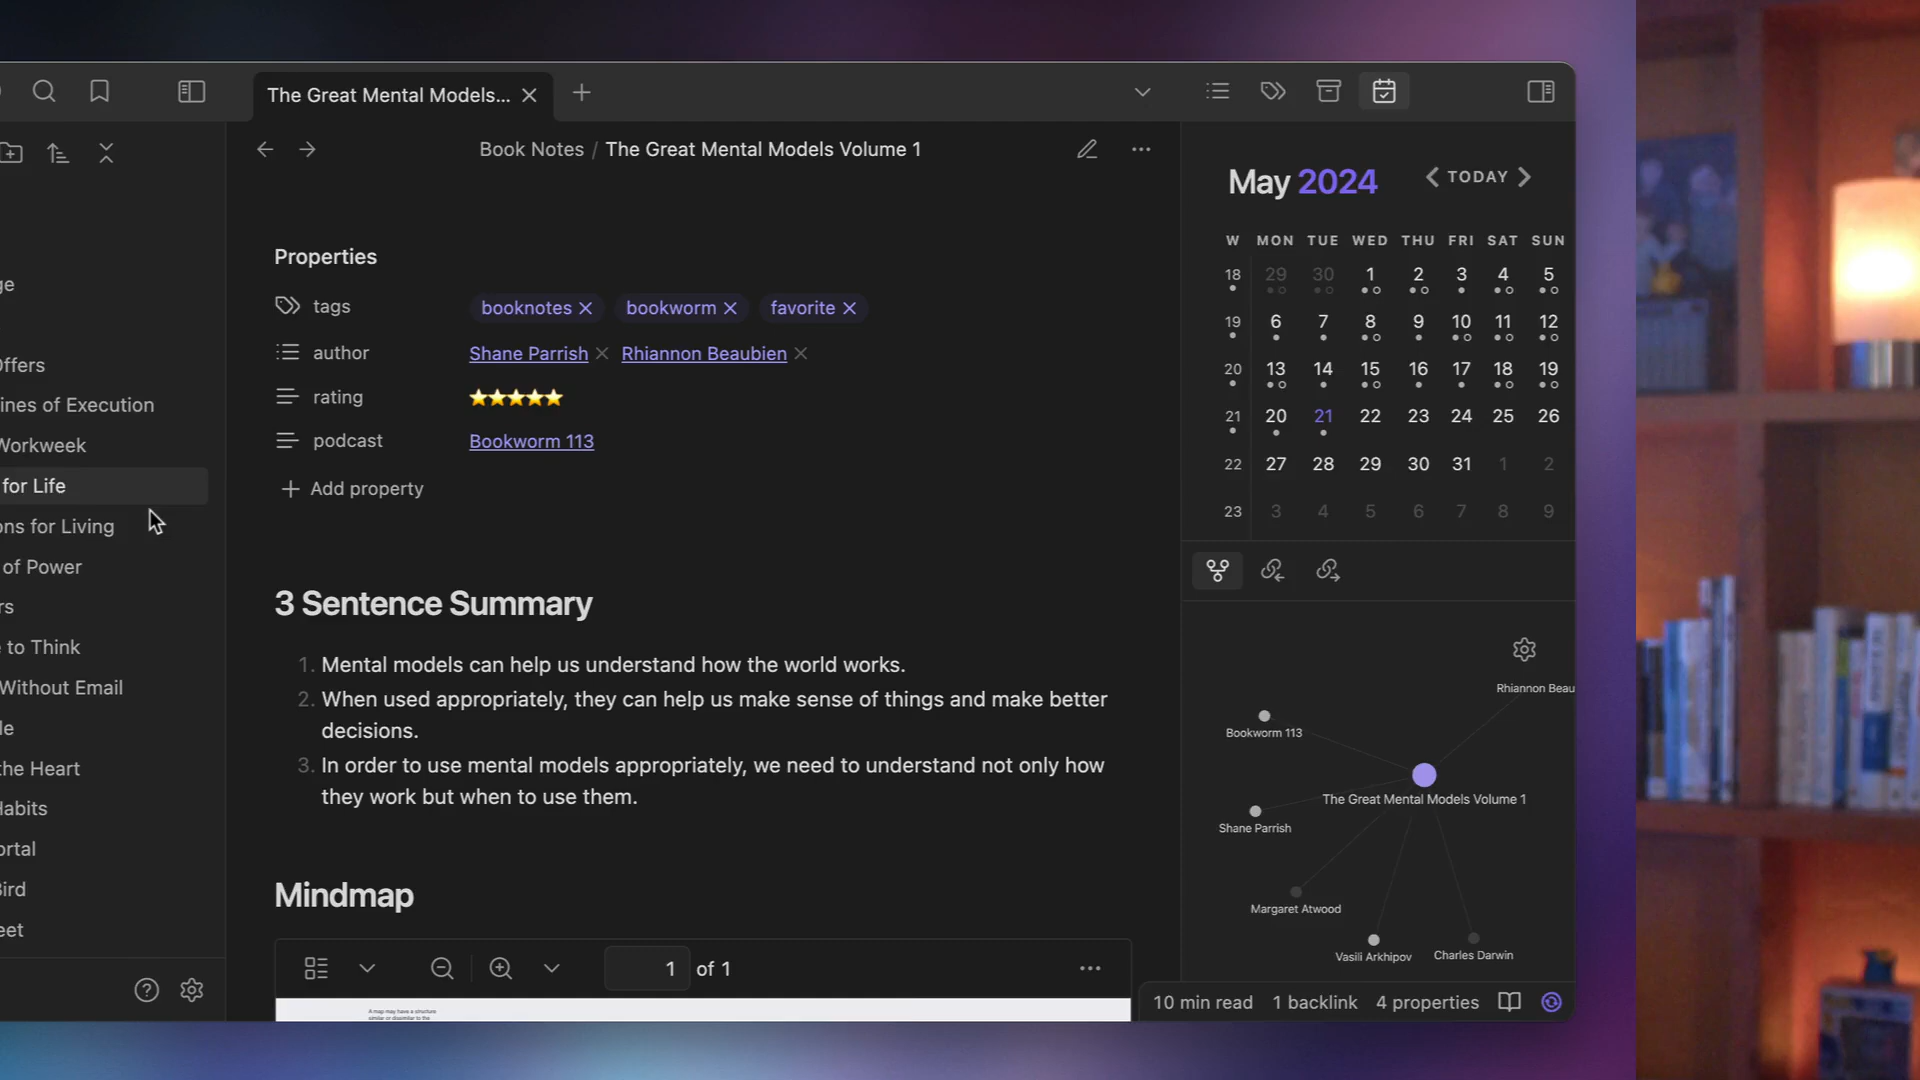 The Great Mental Models...
Book Notes / The Great Mental Models Volume 1
ge
Offers
ines of Execution
Workweek
for Life
ons for Living
of Power
rs
to Think
Without Email
le
the Heart
Habits
ortal
Bird
eet
Properties
tags booknotes bookworm favorite
author Shane Parrish Rhiannon Beaubien
rating
podcast Bookworm 113
Add property
3 Sentence Summary
1. Mental models can help us understand how the world works.
2. When used appropriately, they can help us make sense of things and make better
decisions.
3. In order to use mental models appropriately, we need to understand not only how
they work but when to use them.
Mindmap
1 of 1
A map may have a structure
similar or dissimilar to the
May 2024 TODAY
W MON TUE WED THU FRI SAT SUN
18 29 30 1 2 3 4 5
19 6 7 8 9 10 11 12
20 13 14 15 16 17 18 19
21 20 21 22 23 24 25 26
22 27 28 29 30 31 1 2
23 3 4 5 6 7 8 9
Rhiannon Beau
Bookworm 113
The Great Mental Models Volume 1
Shane Parrish
Margaret Atwood
Vasili Arkhipov
Charles Darwin
10 min read 1 backlink 4 properties